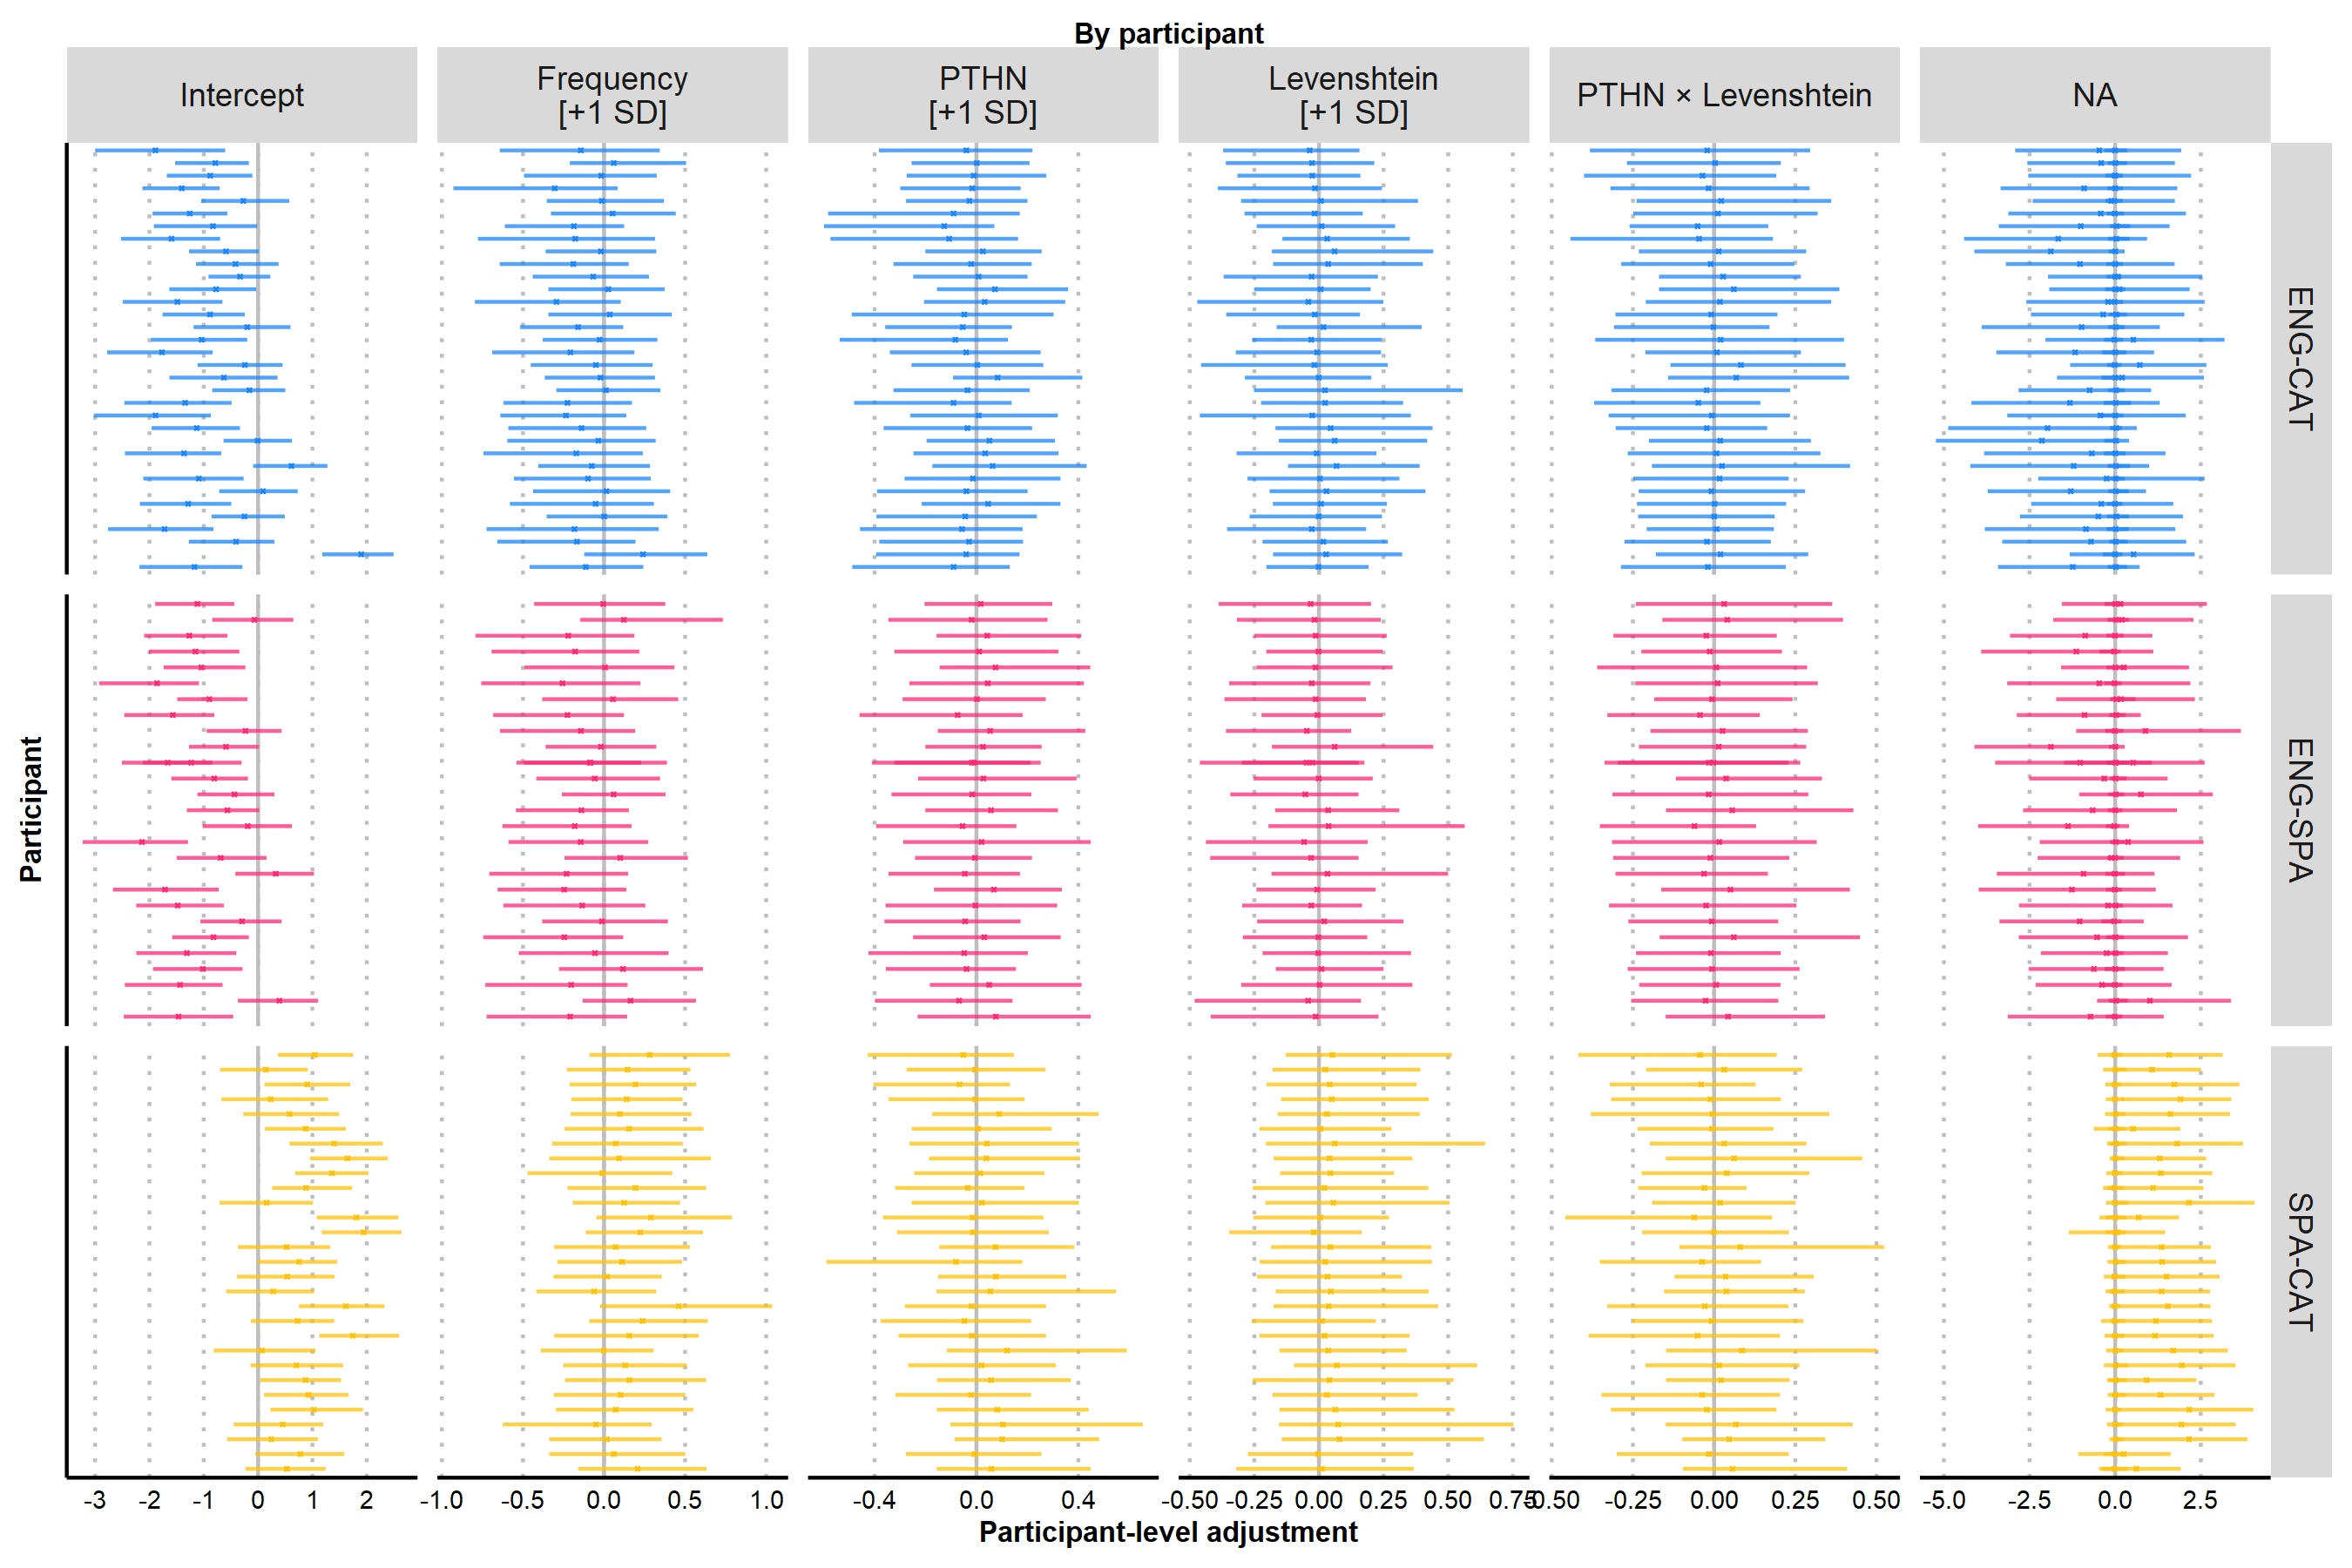 By participant
Intercept
Frequency
[+1 SD]
PTHN
[+1 SD]
Levenshtein
[+1 SD]
PTHN × Levenshtein
NA
ENG-CAT
ENG-SPA
SPA-CAT
Participant
-3 -2 -1 0 1 2
-1.0 -0.5 0.0 0.5 1.0
-0.4 0.0 0.4
-0.50 -0.25 0.00 0.25 0.50 0.75
-0.50 -0.25 0.00 0.25 0.50
-5.0 -2.5 0.0 2.5
Participant-level adjustment